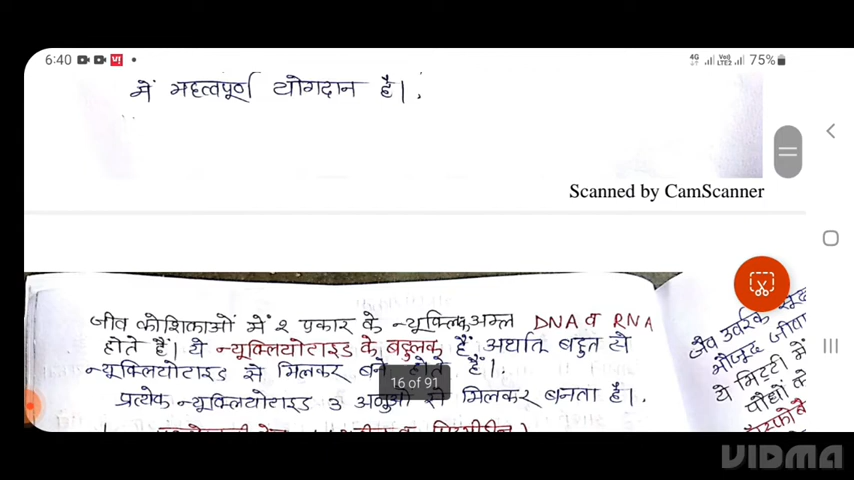 6:40
4G
LTE2
75%
में महत्वपूर्ण योगदान है।
Scanned by CamScanner
जीव कोशिकाओं में 2 प्रकार के न्यूक्लिक अम्ल DNA व RNA
होते हैं। ये न्यूक्लियोटाइड के बहुलक हैं अर्थात बहुत से
न्यूक्लियोटाइड से मिलकर बने होते हैं।
16 of 91
प्रत्येक न्यूक्लियोटाइड 3 अणुओ से मिलकर बनता है।
जैव उर्वरक
मौजूद जीवा
ये मिट्टी में
पौधों को
VIDMA